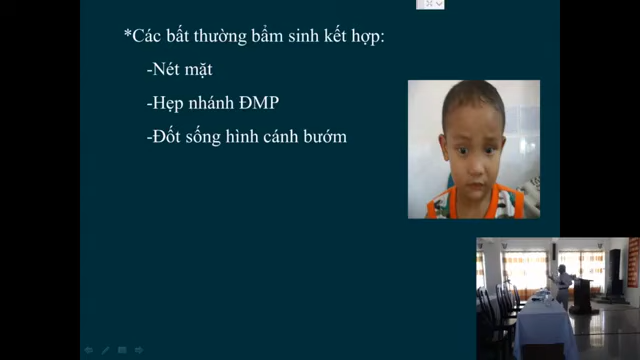 *Các bất thường bẩm sinh kết hợp:
-Nét mặt
-Hẹp nhánh ĐMP
-Đốt sống hình cánh bướm